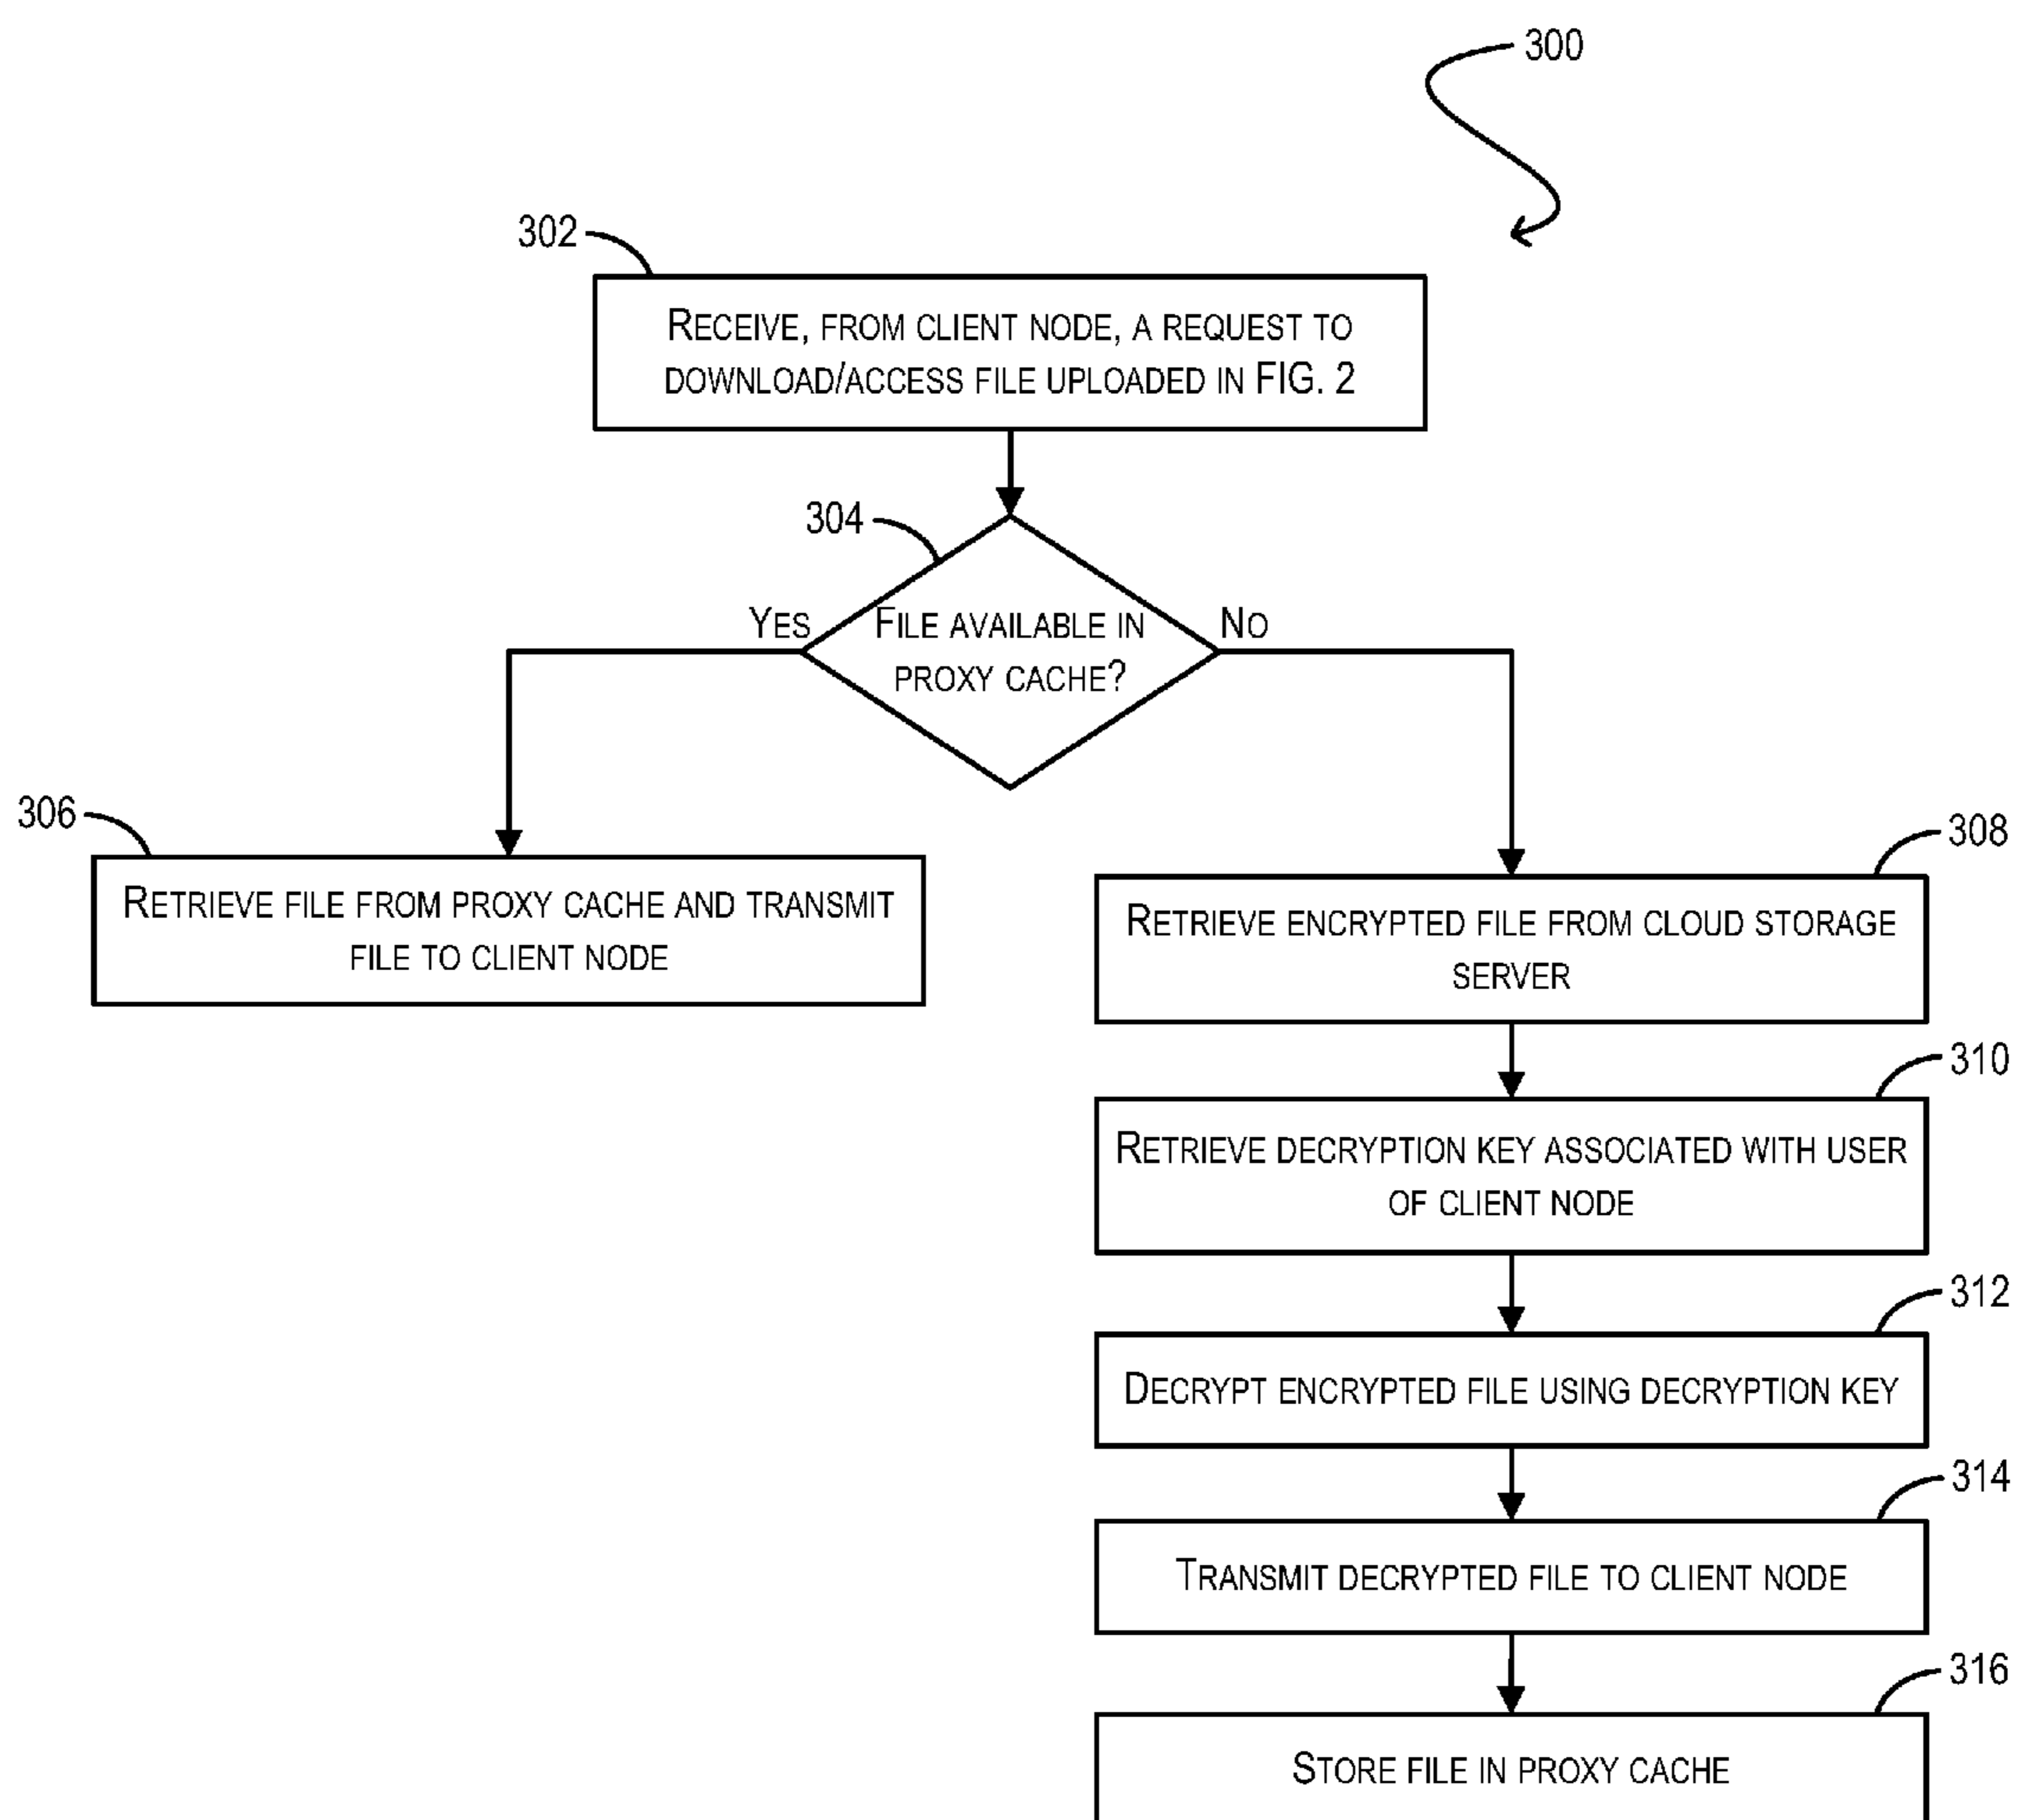 300
302
RECEIVE, FROM CLIENT NODE, A REQUEST TO
DOWNLOAD/ACCESS FILE UPLOADED IN FIG. 2
304
YES
FILE AVAILABLE IN
PROXY CACHE?
NO
306
RETRIEVE FILE FROM PROXY CACHE AND TRANSMIT
FILE TO CLIENT NODE
308
RETRIEVE ENCRYPTED FILE FROM CLOUD STORAGE
SERVER
310
RETRIEVE DECRYPTION KEY ASSOCIATED WITH USER
OF CLIENT NODE
312
DECRYPT ENCRYPTED FILE USING DECRYPTION KEY
314
TRANSMIT DECRYPTED FILE TO CLIENT NODE
316
STORE FILE IN PROXY CACHE